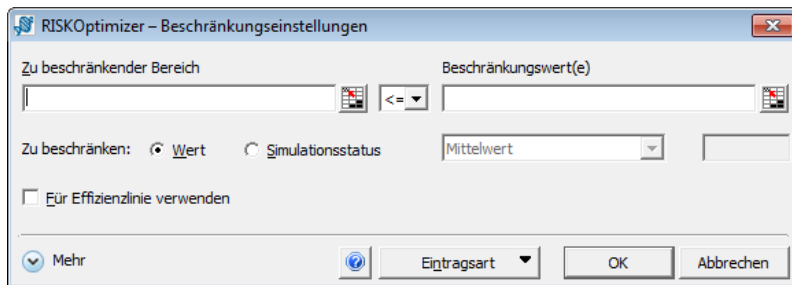 RISKOptimizer – Beschränkungseinstellungen
Zu beschränkender Bereich Beschränkungswert(e)
<=
Zu beschränken: Wert Simulationsstatus Mittelwert
Für Effizienzlinie verwenden
Mehr ? Eintragsart OK Abbrechen